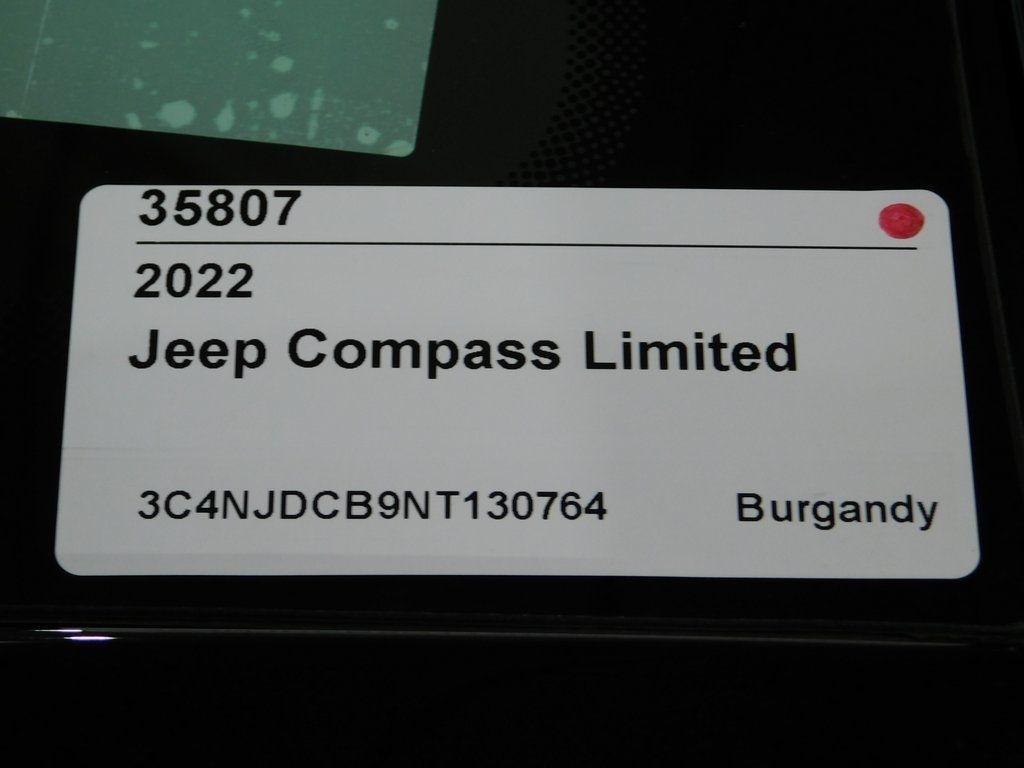 35807
2022
Jeep Compass Limited
3C4NJDCB9NT130764 Burgandy